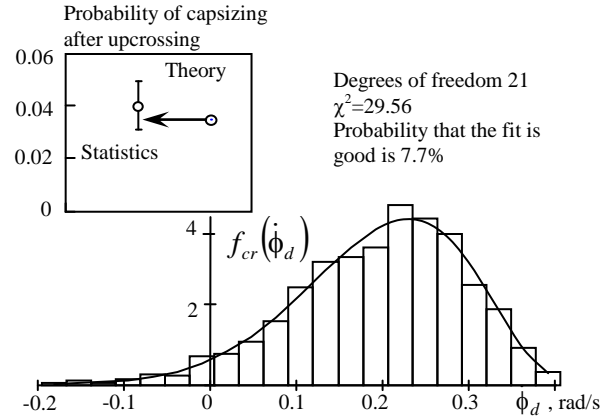 Probability of capsizing
after upcrossing
0.06
Theory
0.04
0.02
Statistics
0
Degrees of freedom 21
χ²=29.56
Probability that the fit is
good is 7.7%
4
f_cr(φ̇_d)
2
-0.2 -0.1 0 0.1 0.2 0.3 φ̇_d , rad/s